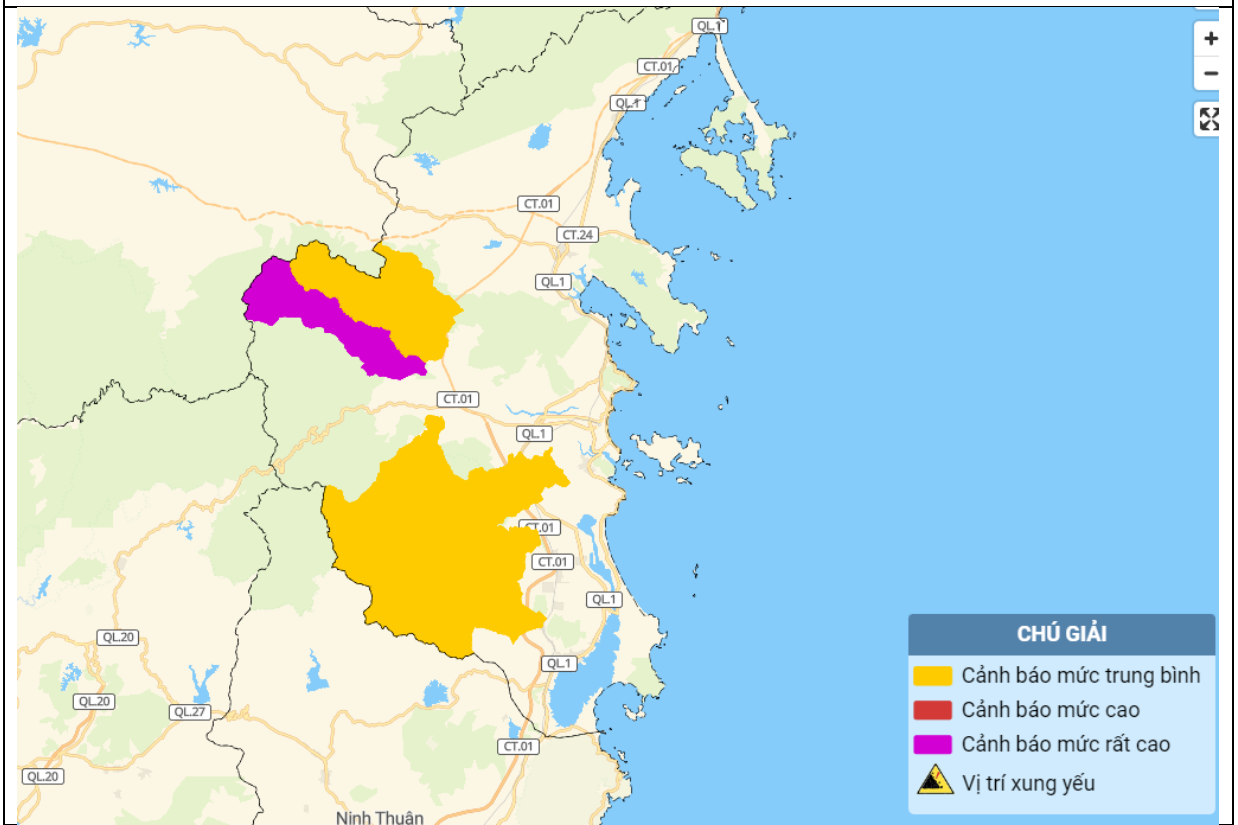 QL.1
+
CT.01
−
QL.1
CT.01
CT.24
QL.1
CT.01
QL.1
CT.01
CT.01
QL.1
QL.20
QL.1
QL.20
QL.27
CT.01
QL.20
Ninh Thuận
CHÚ GIẢI
Cảnh báo mức trung bình
Cảnh báo mức cao
Cảnh báo mức rất cao
Vị trí xung yếu